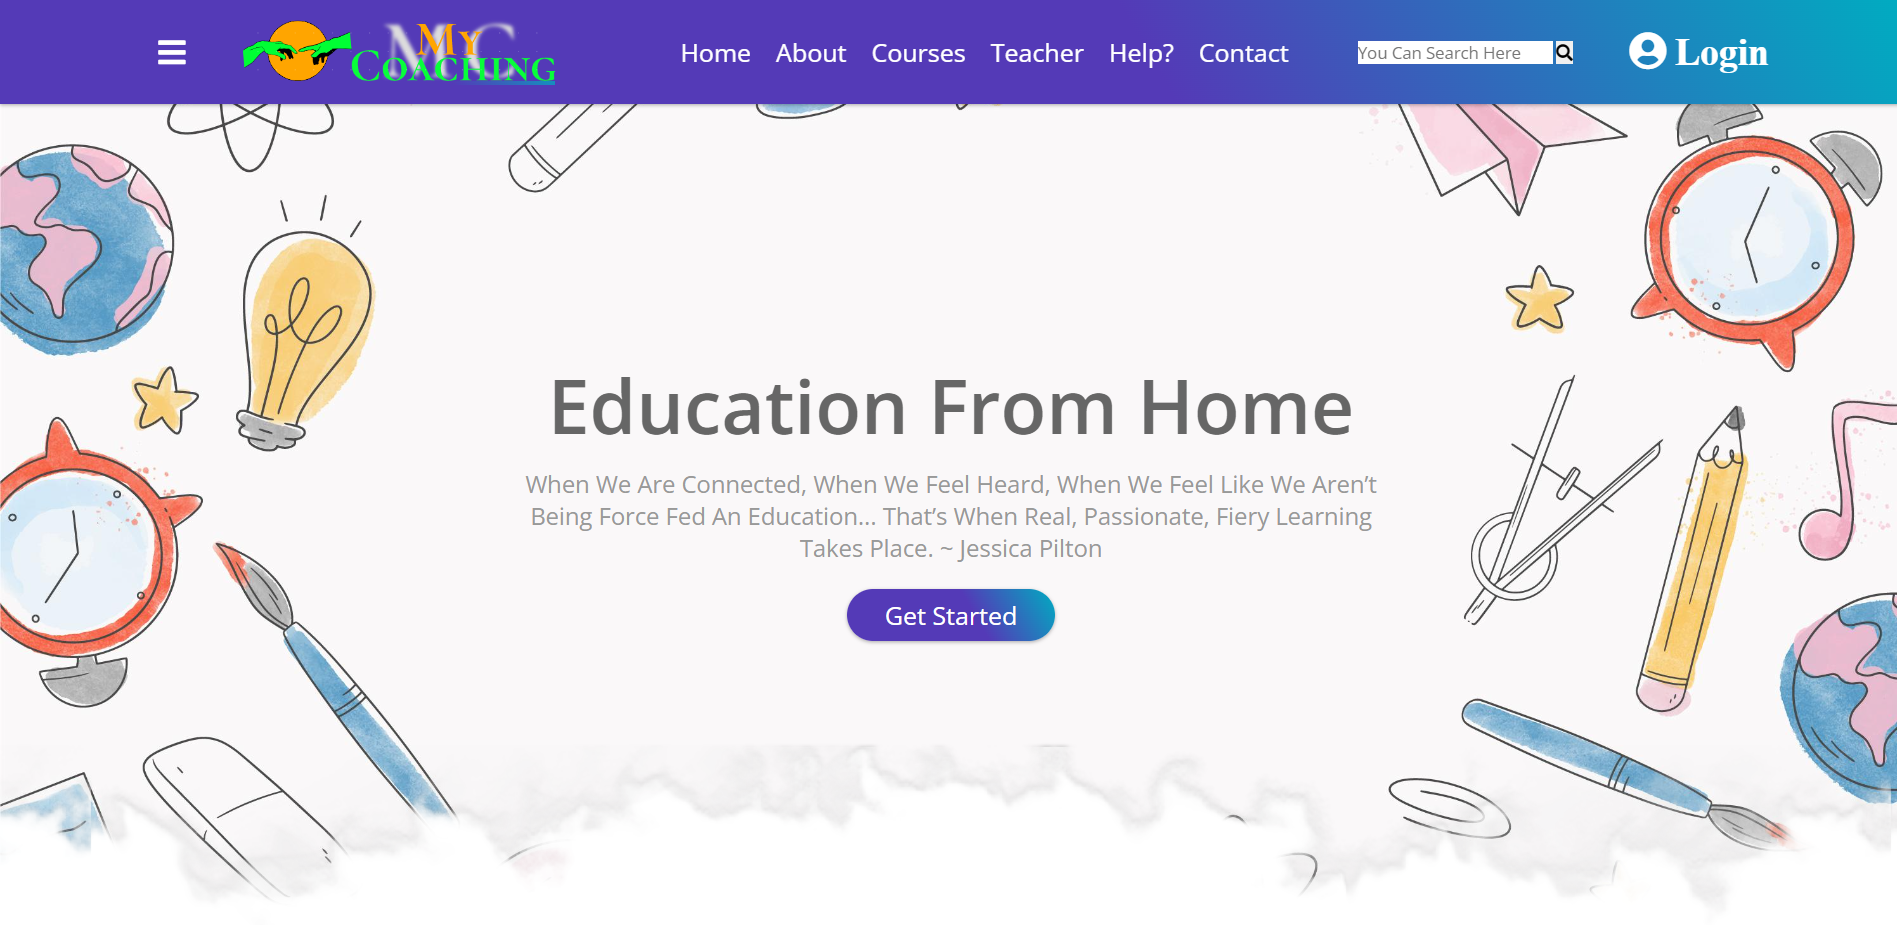 MC
My
Coaching
Home About Courses Teacher Help? Contact
You Can Search Here
Login
Education From Home
When We Are Connected, When We Feel Heard, When We Feel Like We Aren’t
Being Force Fed An Education... That’s When Real, Passionate, Fiery Learning
Takes Place. ~ Jessica Pilton
Get Started